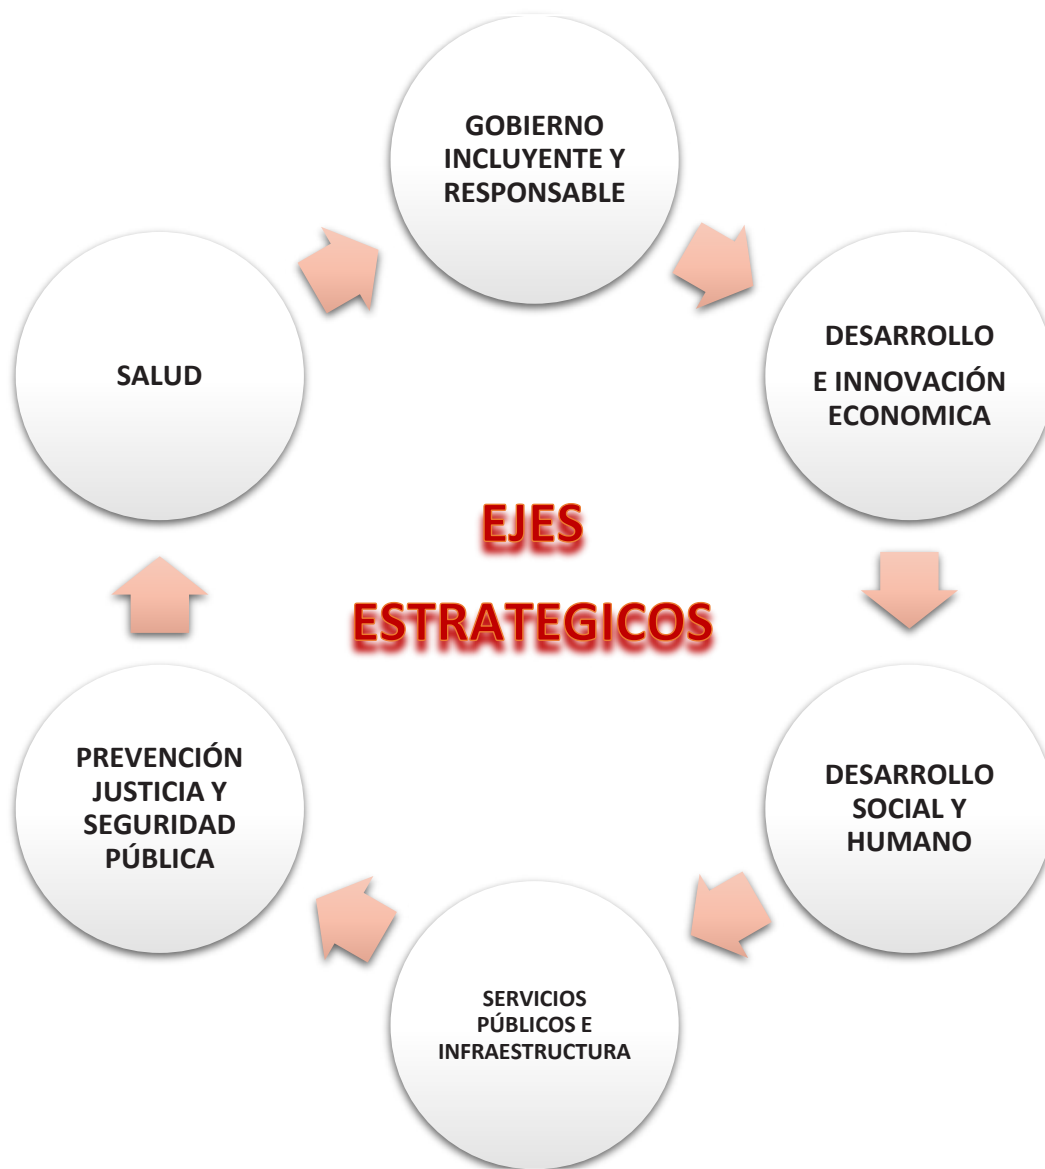 GOBIERNO
INCLUYENTE Y
RESPONSABLE
DESARROLLO
E INNOVACIÓN
ECONOMICA
DESARROLLO
SOCIAL Y
HUMANO
SERVICIOS
PÚBLICOS E
INFRAESTRUCTURA
PREVENCIÓN
JUSTICIA Y
SEGURIDAD
PÚBLICA
SALUD
EJES
ESTRATEGICOS